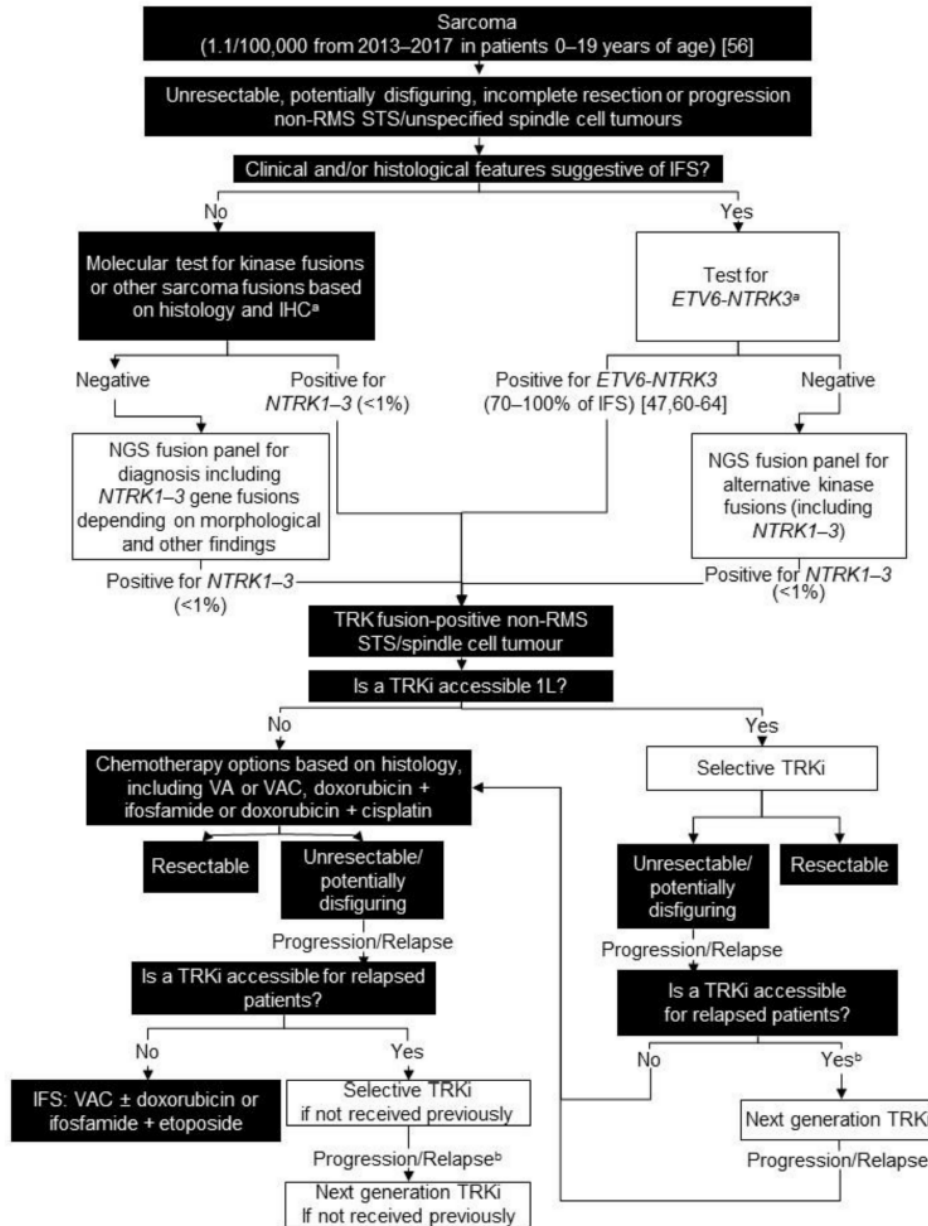 Sarcoma
(1.1/100,000 from 2013–2017 in patients 0–19 years of age) [56]
Unresectable, potentially disfiguring, incomplete resection or progression
non-RMS STS/unspecified spindle cell tumours
Clinical and/or histological features suggestive of IFS?
No
Yes
Molecular test for kinase fusions
or other sarcoma fusions based
on histology and IHCᵃ
Test for
ETV6-NTRK3ᵃ
Negative
Positive for
NTRK1–3 (<1%)
Positive for ETV6-NTRK3
(70–100% of IFS) [47,60-64]
Negative
NGS fusion panel for
diagnosis including
NTRK1–3 gene fusions
depending on morphological
and other findings
NGS fusion panel for
alternative kinase
fusions (including
NTRK1–3)
Positive for NTRK1–3
(<1%)
Positive for NTRK1–3
(<1%)
TRK fusion-positive non-RMS
STS/spindle cell tumour
Is a TRKi accessible 1L?
No
Yes
Chemotherapy options based on histology,
including VA or VAC, doxorubicin +
ifosfamide or doxorubicin + cisplatin
Selective TRKi
Resectable
Unresectable/
potentially
disfiguring
Unresectable/
potentially
disfiguring
Resectable
Progression/Relapse
Progression/Relapse
Is a TRKi accessible for relapsed
patients?
Is a TRKi accessible
for relapsed patients?
No
Yes
No
Yesᵇ
IFS: VAC ± doxorubicin or
ifosfamide + etoposide
Selective TRKi
if not received previously
Next generation TRKi
Progression/Relapseᵇ
Progression/Relapse
Next generation TRKi
If not received previously